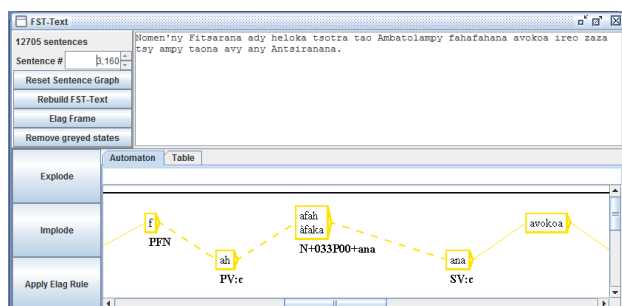 FST-Text
12705 sentences
Sentence # 3,160
Reset Sentence Graph
Rebuild FST-Text
Elag Frame
Remove greyed states
Nomen'ny Fitsarana ady heloka tsotra tao Ambatolampy fahafahana avokoa ireo zaza
tsy ampy taona avy any Antsiranana.
Explode
Implode
Apply Elag Rule
Automaton Table
f
PFN
ah
PV:c
afah
àfaka
N+033P00+ana
ana
SV:c
avokoa